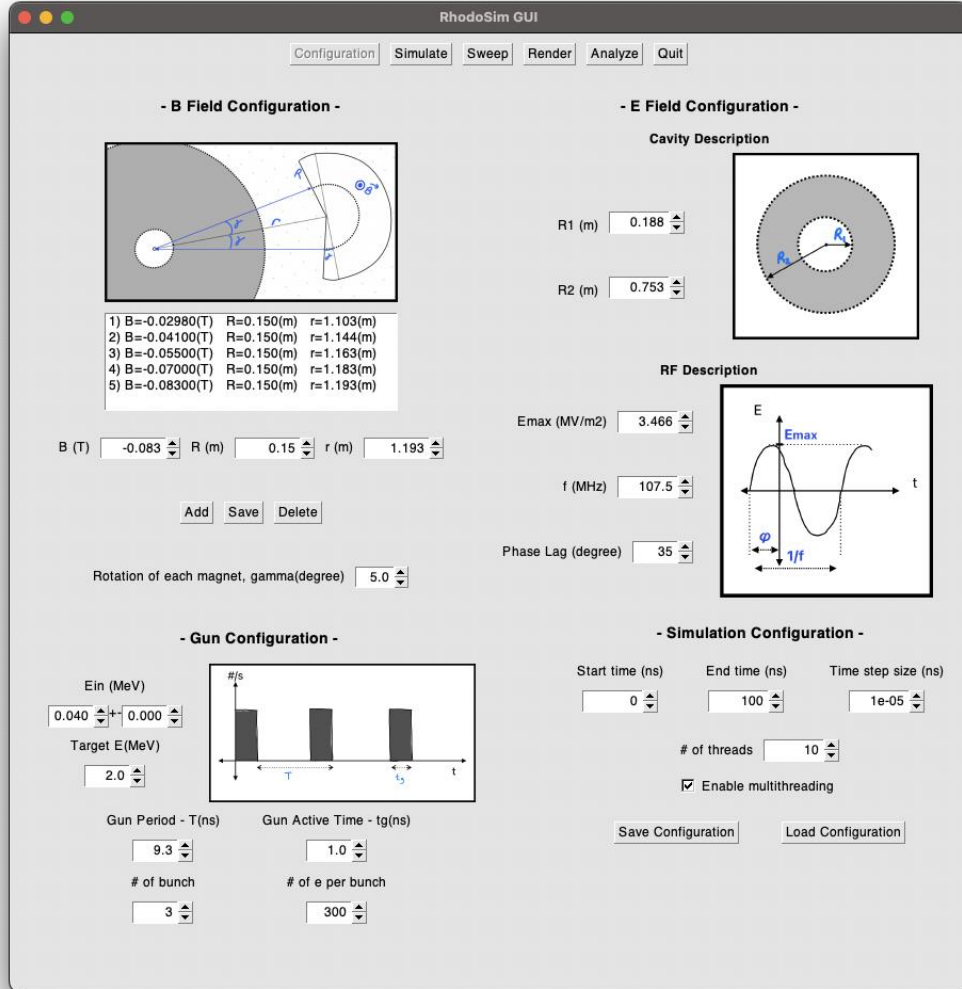 RhodoSim GUI
Configuration Simulate Sweep Render Analyze Quit
- B Field Configuration -
R
B
γ
r
γ
1) B=-0.02980(T) R=0.150(m) r=1.103(m)
2) B=-0.04100(T) R=0.150(m) r=1.144(m)
3) B=-0.05500(T) R=0.150(m) r=1.163(m)
4) B=-0.07000(T) R=0.150(m) r=1.183(m)
5) B=-0.08300(T) R=0.150(m) r=1.193(m)
B (T) -0.083 R (m) 0.15 r (m) 1.193
Add Save Delete
Rotation of each magnet, gamma(degree) 5.0
- E Field Configuration -
Cavity Description
R1 (m) 0.188
R2 (m) 0.753
R1
R2
RF Description
Emax (MV/m2) 3.466
f (MHz) 107.5
Phase Lag (degree) 35
E
Emax
t
φ
1/f
- Gun Configuration -
Ein (MeV)
0.040 +- 0.000
Target E(MeV)
2.0
#/s
T
tg
t
Gun Period - T(ns) Gun Active Time - tg(ns)
9.3 1.0
# of bunch # of e per bunch
3 300
- Simulation Configuration -
Start time (ns) End time (ns) Time step size (ns)
0 100 1e-05
# of threads 10
Enable multithreading
Save Configuration Load Configuration